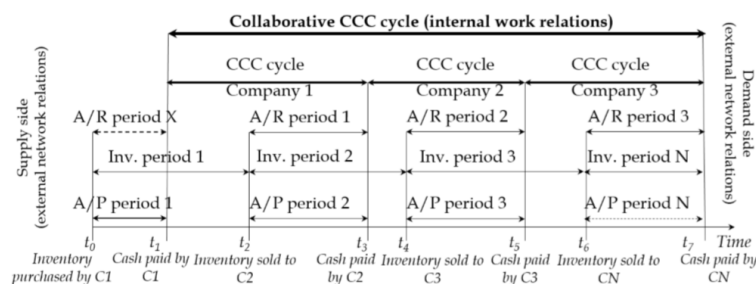 Collaborative CCC cycle (internal work relations)
Supply side
(external network relations)
Demand side
(external network relations)
CCC cycle
Company 1
CCC cycle
Company 2
CCC cycle
Company 3
A/R period X
A/R period 1
A/R period 2
A/R period 3
Inv. period 1
Inv. period 2
Inv. period 3
Inv. period N
A/P period 1
A/P period 2
A/P period 3
A/P period N
t0
t1
t2
t3
t4
t5
t6
t7
Time
Inventory
purchased by C1
Cash paid by
C1
Inventory sold to
C2
Cash paid
by C2
Inventory sold to
C3
Cash paid
by C3
Inventory sold to
CN
Cash paid by
CN